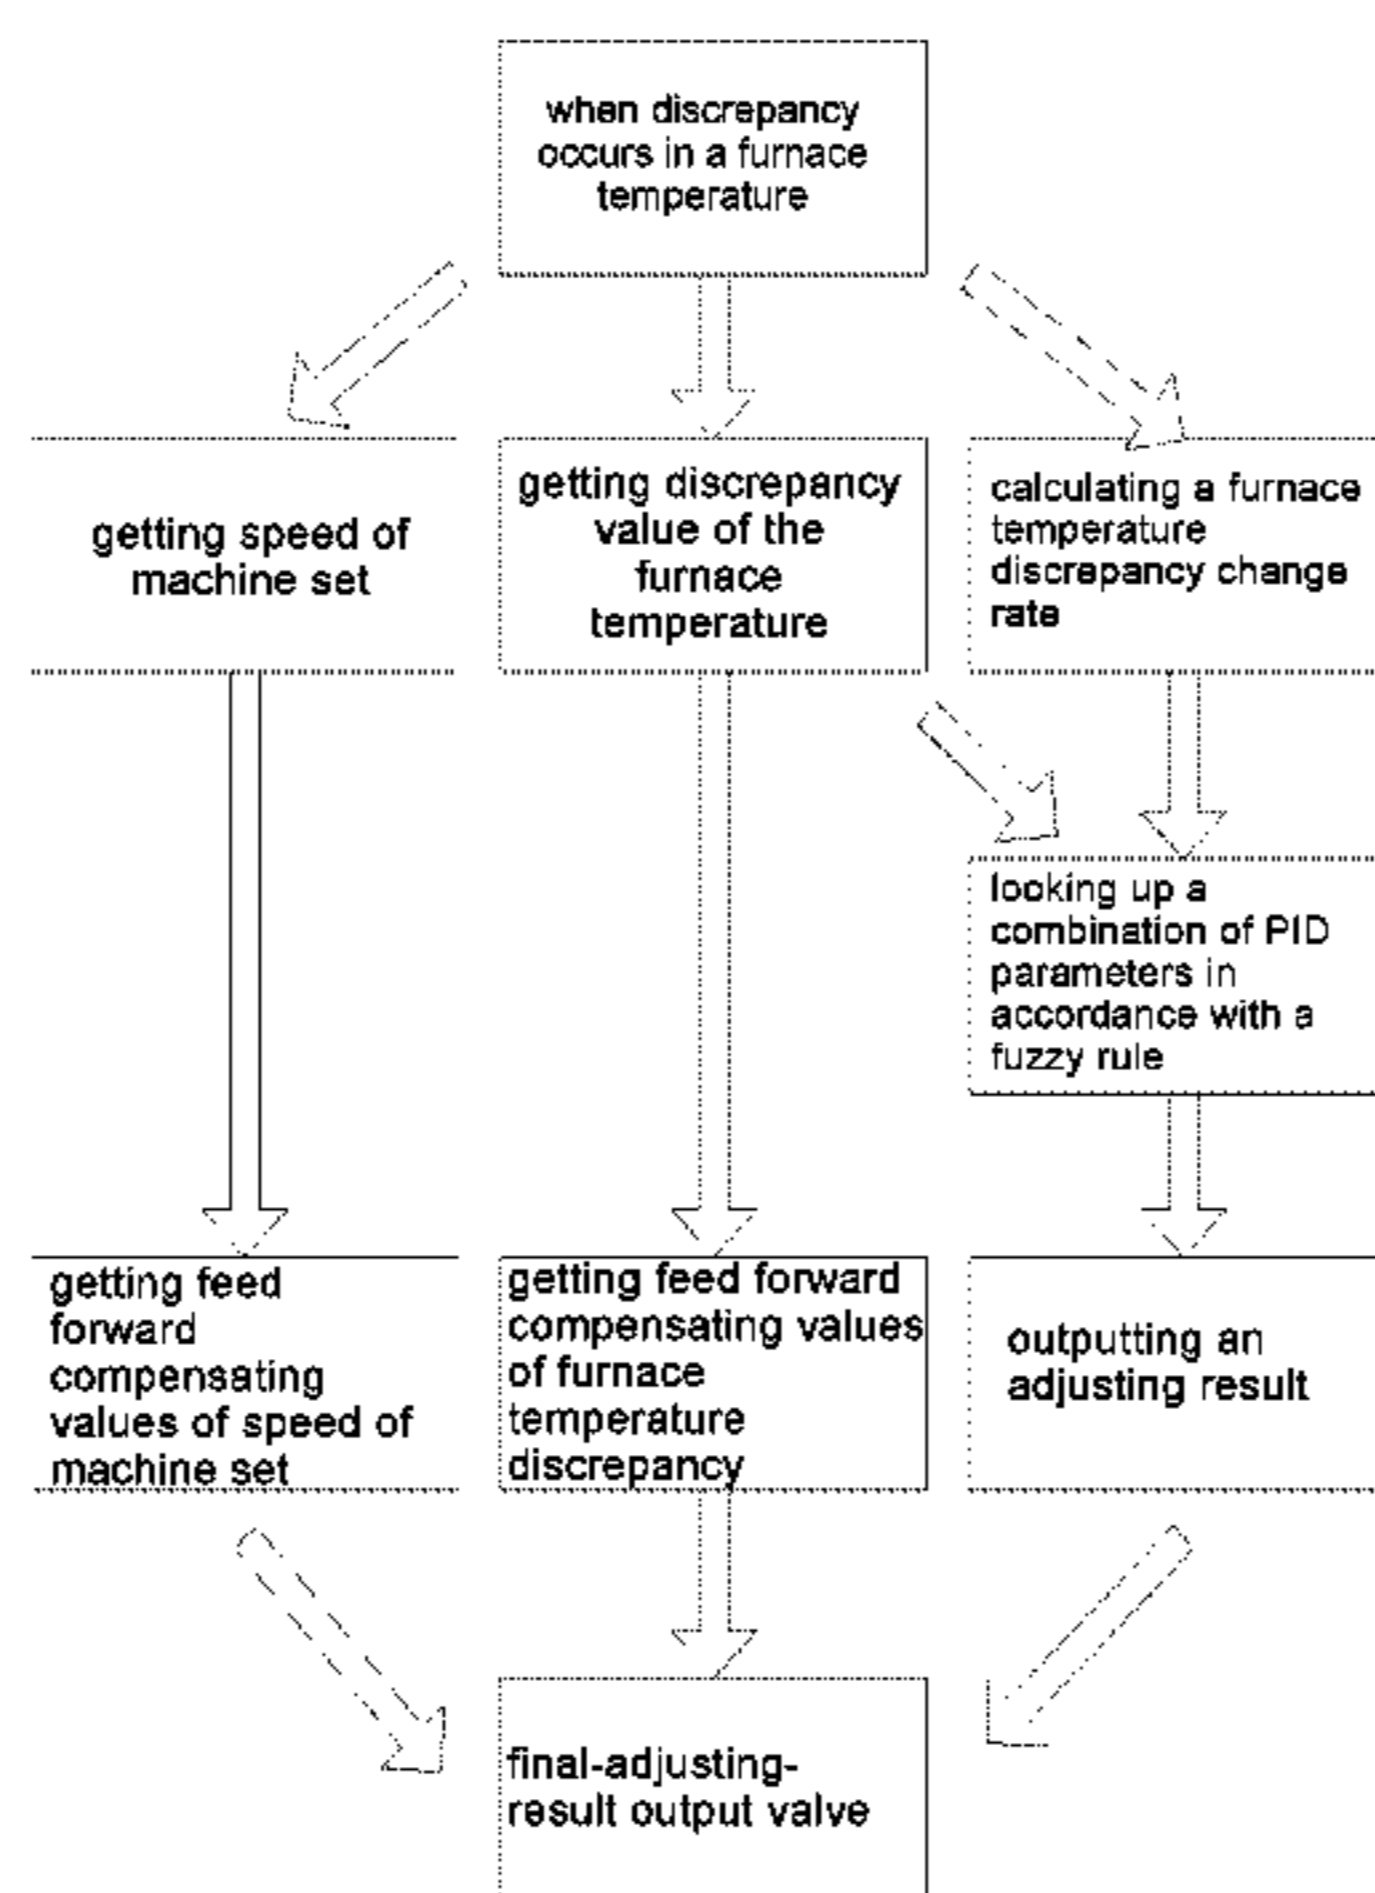 when discrepancy
occurs in a furnace
temperature
getting speed of
machine set
getting discrepancy
value of the
furnace
temperature
calculating a furnace
temperature
discrepancy change
rate
looking up a
combination of PID
parameters in
accordance with a
fuzzy rule
getting feed
forward
compensating
values of speed of
machine set
getting feed forward
compensating values
of furnace
temperature
discrepancy
outputting an
adjusting result
final-adjusting-
result output valve